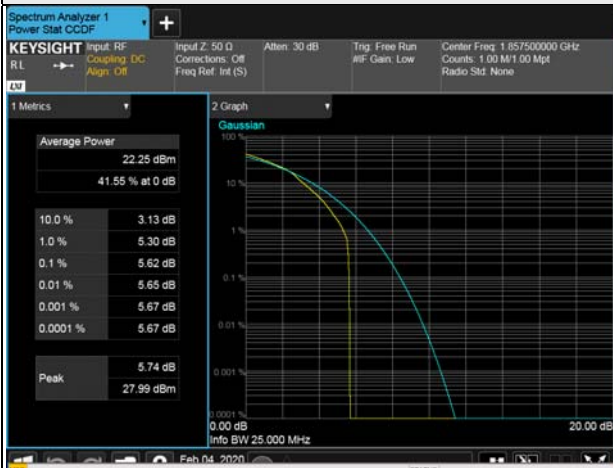 Spectrum Analyzer 1
Power Stat CCDF
KEYSIGHT
RL
LXI
Input: RF
Coupling: DC
Align: Off
Input Z: 50 Ω
Corrections: Off
Freq Ref: Int (S)
Atten: 30 dB
Trig: Free Run
#IF Gain: Low
Center Freq: 1.857500000 GHz
Counts: 1.00 M/1.00 Mpt
Radio Std: None
1 Metrics
Average Power
22.25 dBm
41.55 % at 0 dB
10.0 % 3.13 dB
1.0 % 5.30 dB
0.1 % 5.62 dB
0.01 % 5.65 dB
0.001 % 5.67 dB
0.0001 % 5.67 dB
Peak
5.74 dB
27.99 dBm
2 Graph
Gaussian
100 %
10 %
1 %
0.1 %
0.01 %
0.001 %
0.0001 %
0.00 dB 20.00 dB
Info BW 25.000 MHz
Feb 04, 2020